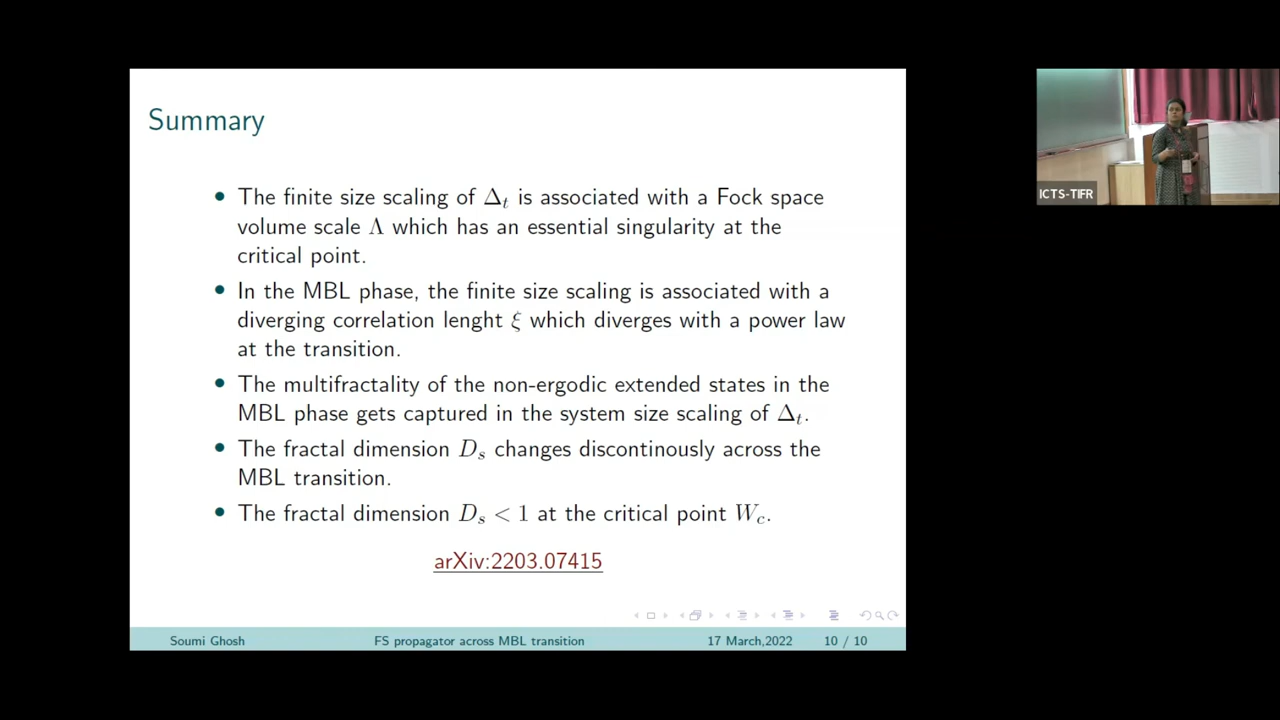 Summary
• The finite size scaling of Δt is associated with a Fock space
volume scale Λ which has an essential singularity at the
critical point.
• In the MBL phase, the finite size scaling is associated with a
diverging correlation lenght ξ which diverges with a power law
at the transition.
• The multifractality of the non-ergodic extended states in the
MBL phase gets captured in the system size scaling of Δt.
• The fractal dimension Ds changes discontinously across the
MBL transition.
• The fractal dimension Ds < 1 at the critical point Wc.
arXiv:2203.07415
Soumi Ghosh FS propagator across MBL transition 17 March,2022 10 / 10
ICTS-TIFR